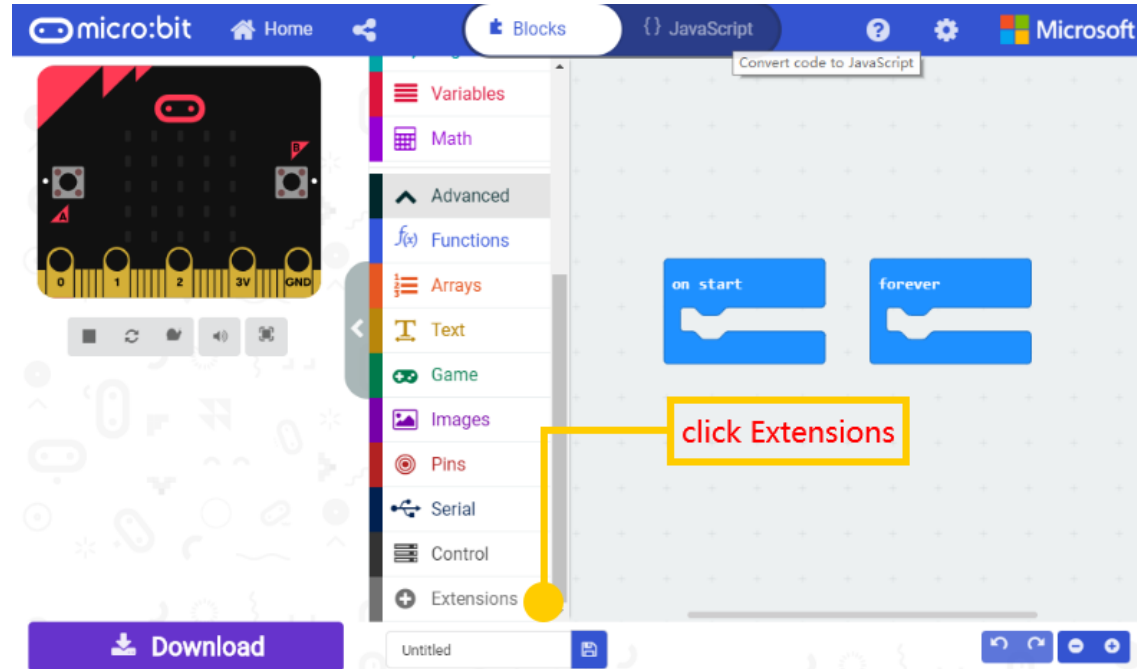 micro:bit
Home
Blocks
{} JavaScript
?
Microsoft
Convert code to JavaScript
Variables
Math
Advanced
f(x) Functions
Arrays
Text
Game
Images
Pins
Serial
Control
Extensions
A
B
0 1 2 3V GND
on start
forever
click Extensions
Download
Untitled